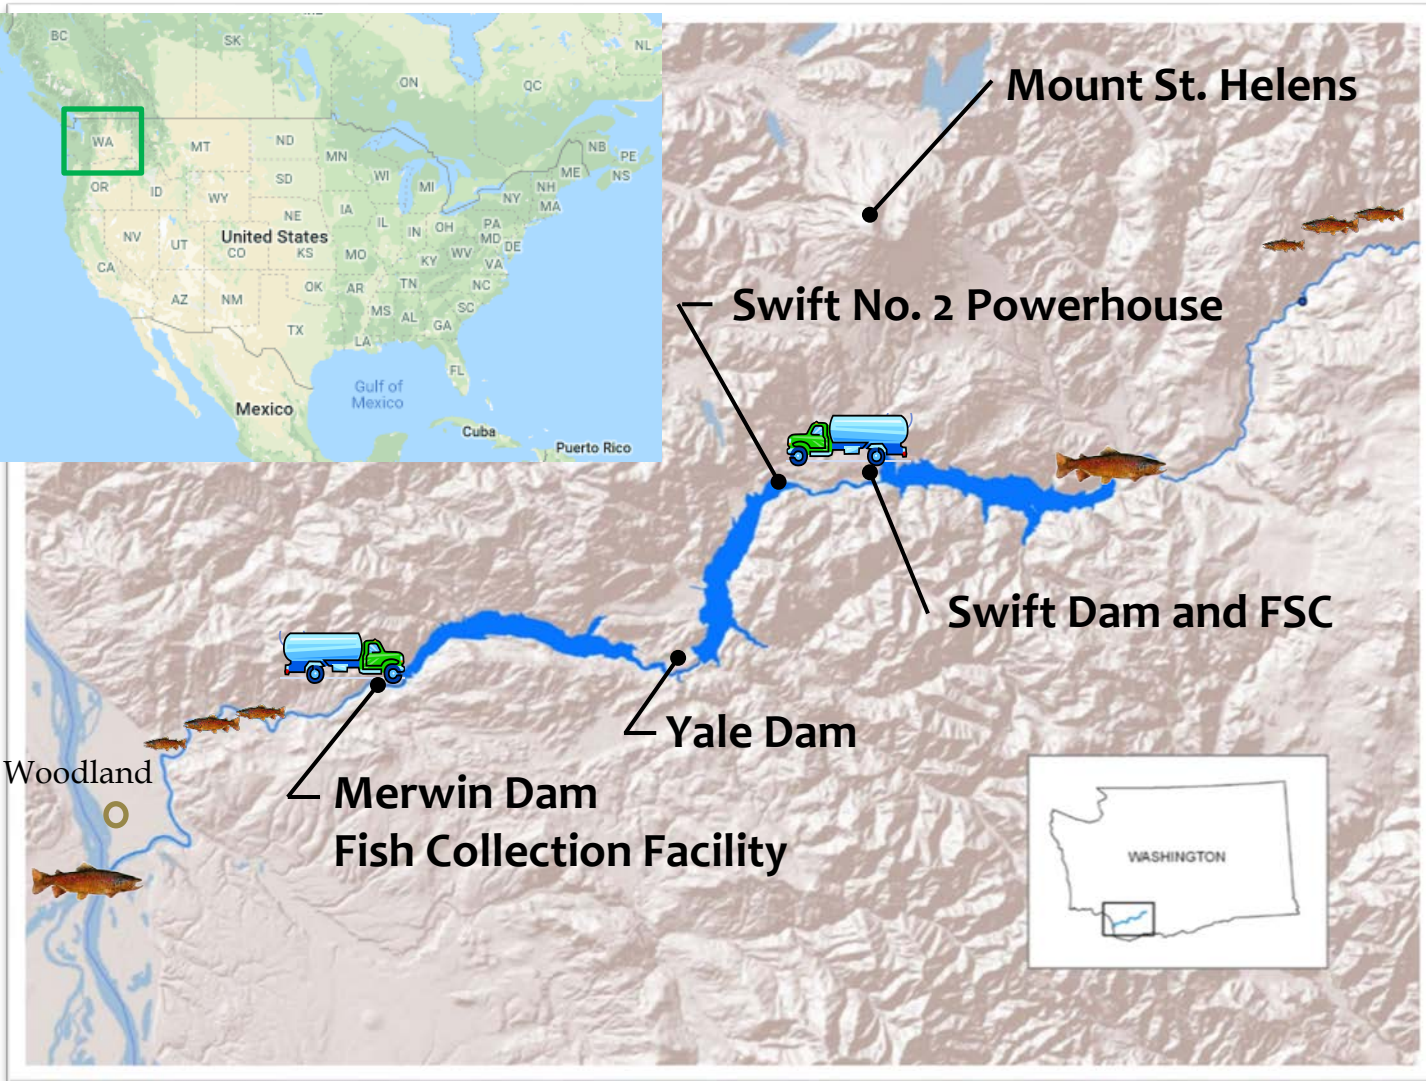 BC
SK
NL
ON
QC
WA
MT
ND
MN
NB
PE
ME
NS
OR
ID
SD
WI
MI
NH
WY
NY
MA
NE
IA
IL
IN
OH
PA
NV
UT
United States
MD
DE
CO
KS
MO
WV
KY
VA
CA
OK
AR
TN
NC
AZ
NM
MS
AL
SC
GA
TX
LA
FL
Gulf of
Mexico
Mexico
Cuba
Puerto Rico
Mount St. Helens
Swift No. 2 Powerhouse
Swift Dam and FSC
Yale Dam
Woodland
Merwin Dam
Fish Collection Facility
WASHINGTON